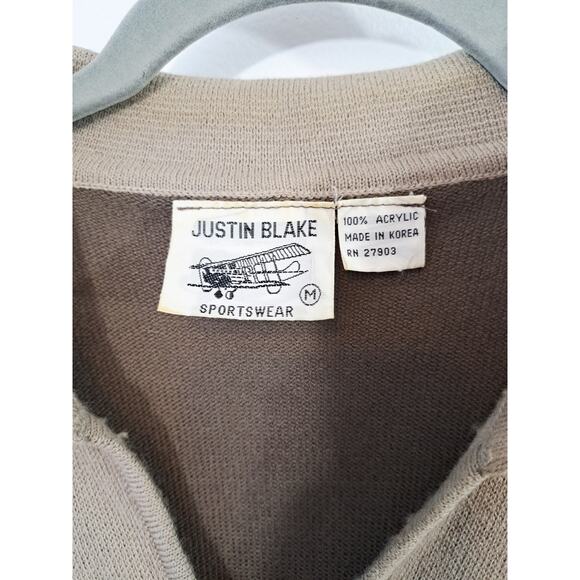 JUSTIN BLAKE
M
SPORTSWEAR
100% ACRYLIC
MADE IN KOREA
RN 27903